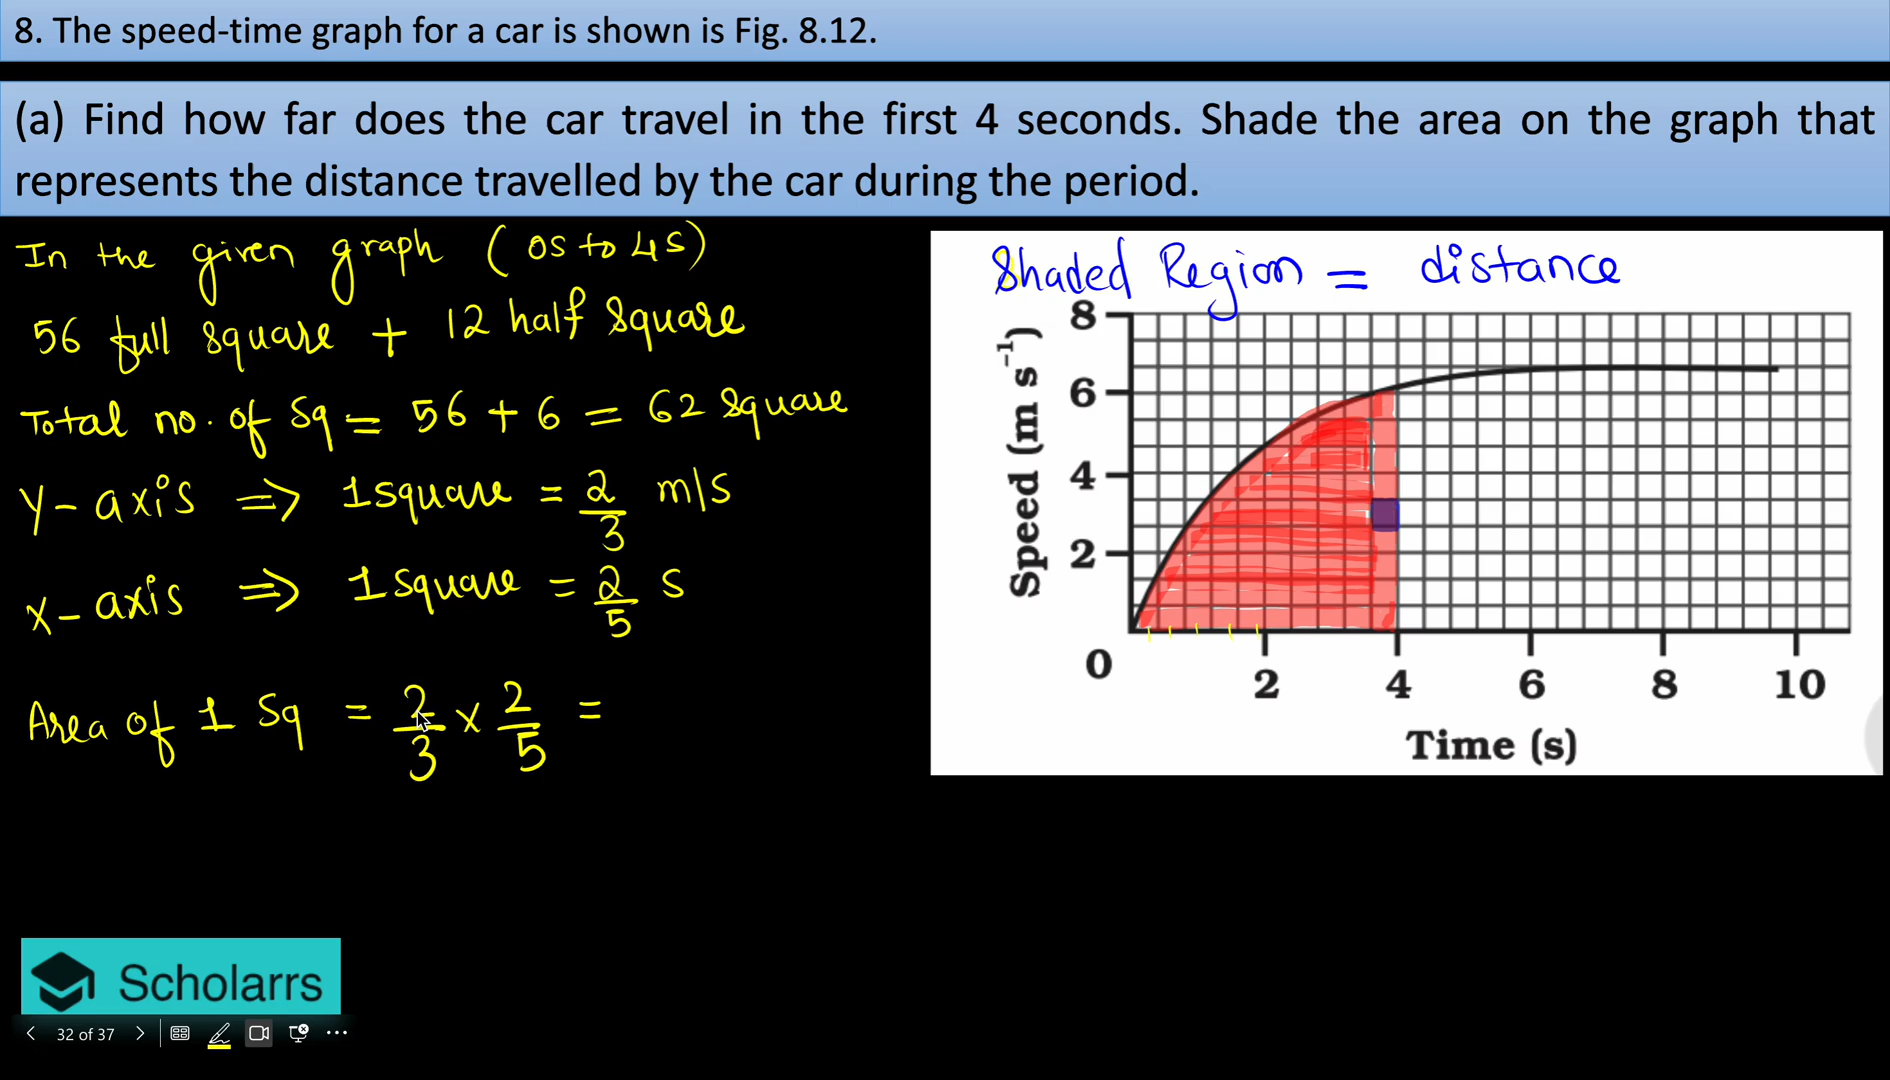 8. The speed-time graph for a car is shown is Fig. 8.12.
(a) Find how far does the car travel in the first 4 seconds. Shade the area on the graph that
represents the distance travelled by the car during the period.
In the given graph (0s to 4s)
56 full square + 12 half square
Total no. of Sq = 56 + 6 = 62 square
Y-axis => 1 square = 2/3 m/s
X-axis => 1 square = 2/5 s
Area of 1 Sq = 2/3 x 2/5 =
Shaded Region = distance
8
6
4
2
0
Speed (m s⁻¹)
2 4 6 8 10
Time (s)
Scholarrs
32 of 37